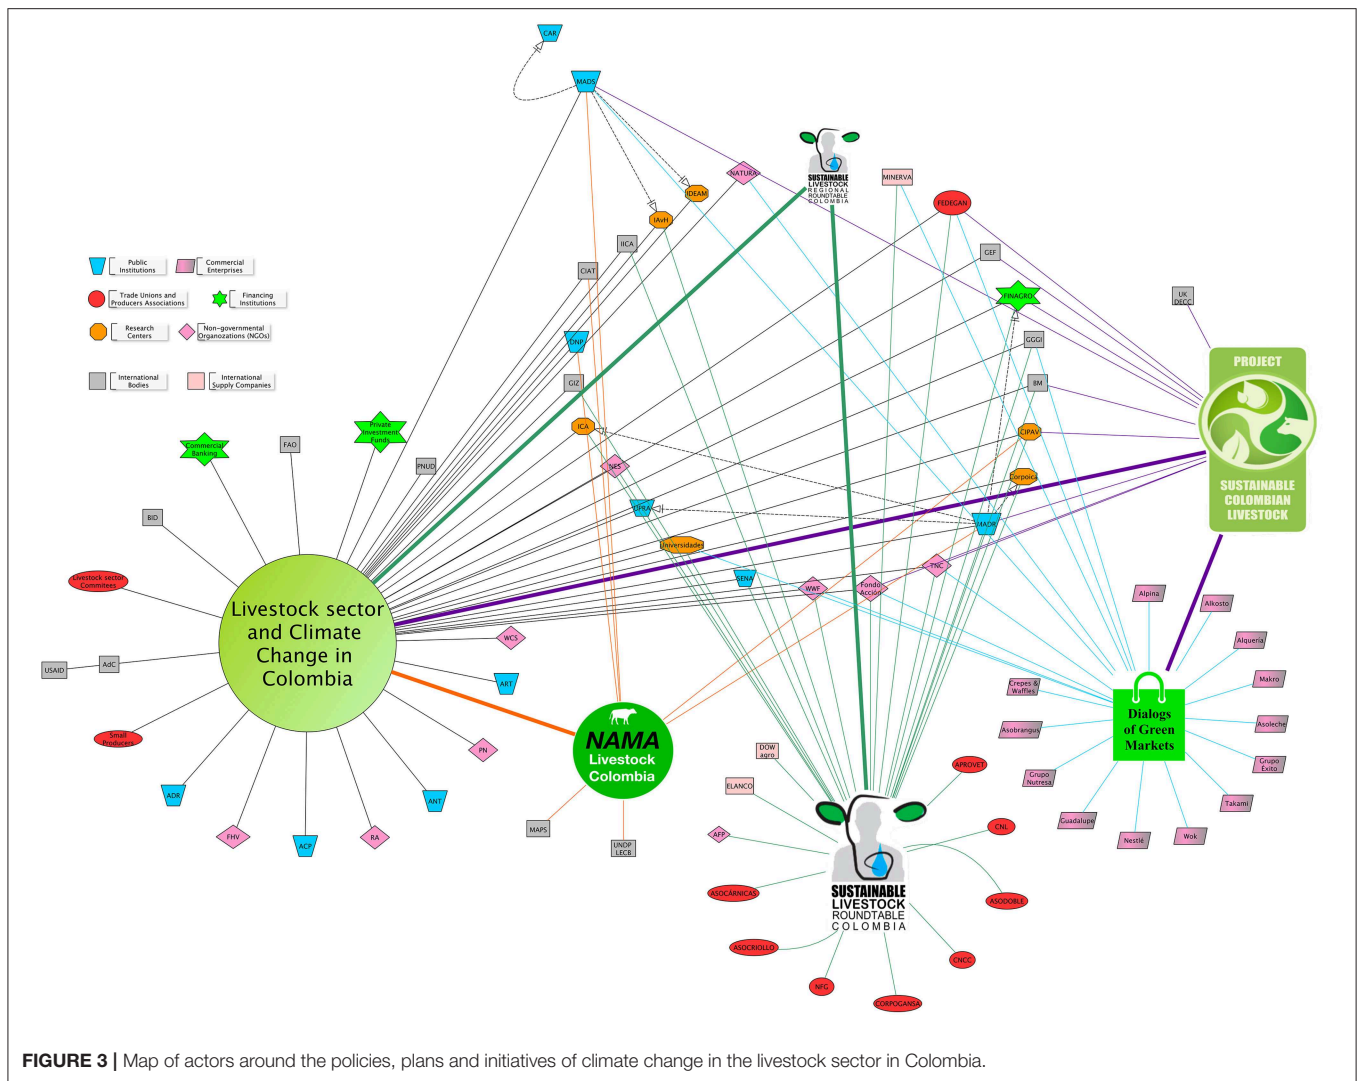 CAR
MADS
SUSTAINABLE
LIVESTOCK
REGIONAL
ROUNDTABLE
COLOMBIA
NATURA
MINERVA
IDEAM
FEDEGAN
IAvH
IICA
GEF
CIAT
FINAGRO
UK
DECC
Public
Institutions
Commercial
Enterprises
Trade Unions and
Producers Associations
Financing
Institutions
Research
Centers
Non-governmental
Organozations (NGOs)
International
Bodies
International
Supply Companies
DNP
GGGI
GIZ
BM
PROJECT
SUSTAINABLE
COLOMBIAN
LIVESTOCK
ICA
CIPAV
Commercial
Banking
FAO
Private
Investment
Funds
PNUD
NES
Corpoica
UPRA
MADR
BID
Universidades
Livestock sector
Commitees
SENA
WWF
Fondo
Acción
TNC
Livestock sector
and Climate
Change in
Colombia
WCS
USAID
AdC
ART
Small
Producers
PN
ADR
ANT
FHV
ACP
RA
NAMA
Livestock
Colombia
MAPS
UNDP
LECB
Alpina
Alkosto
Alquería
Makro
Crepes &
Waffles
Asobrangus
Asoleche
Grupo
Nutresa
Grupo
Éxito
Guadalupe
Takami
Nestlé
Wok
Dialogs
of Green
Markets
DOW
agro
ELANCO
AFP
APROVET
CNL
ASOCÁRNICAS
ASODOBLE
ASOCRIOLLO
CNCC
NFG
CORPOGANSA
SUSTAINABLE
LIVESTOCK
ROUNDTABLE
COLOMBIA
FIGURE 3 | Map of actors around the policies, plans and initiatives of climate change in the livestock sector in Colombia.